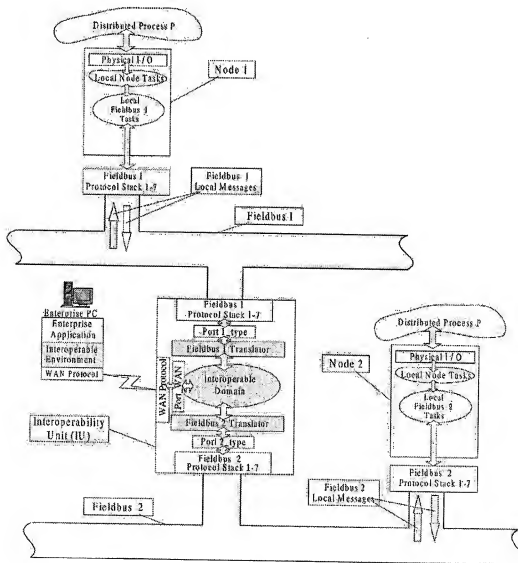 Distributed Process P
Physical I/O
Local Node Tasks
Local
Fieldbus 1
Tasks
Node 1
Fieldbus 1
Protocol Stack 1-7
Fieldbus 1
Local Messages
Fieldbus 1
Enterprise PC
Enterprise
Application
Interoperable
Environment
WAN Protocol
Fieldbus 1
Protocol Stack 1-7
Port 1_type
Fieldbus 1 Translator
WAN Protocol
Port WAN
Interoperable
Domain
Fieldbus 2 Translator
Port 2_type
Fieldbus 2
Protocol Stack 1-7
Interoperability
Unit (IU)
Distributed Process P
Physical I/O
Local Node Tasks
Local
Fieldbus 2
Tasks
Node 2
Fieldbus 2
Protocol Stack 1-7
Fieldbus 2
Local Messages
Fieldbus 2